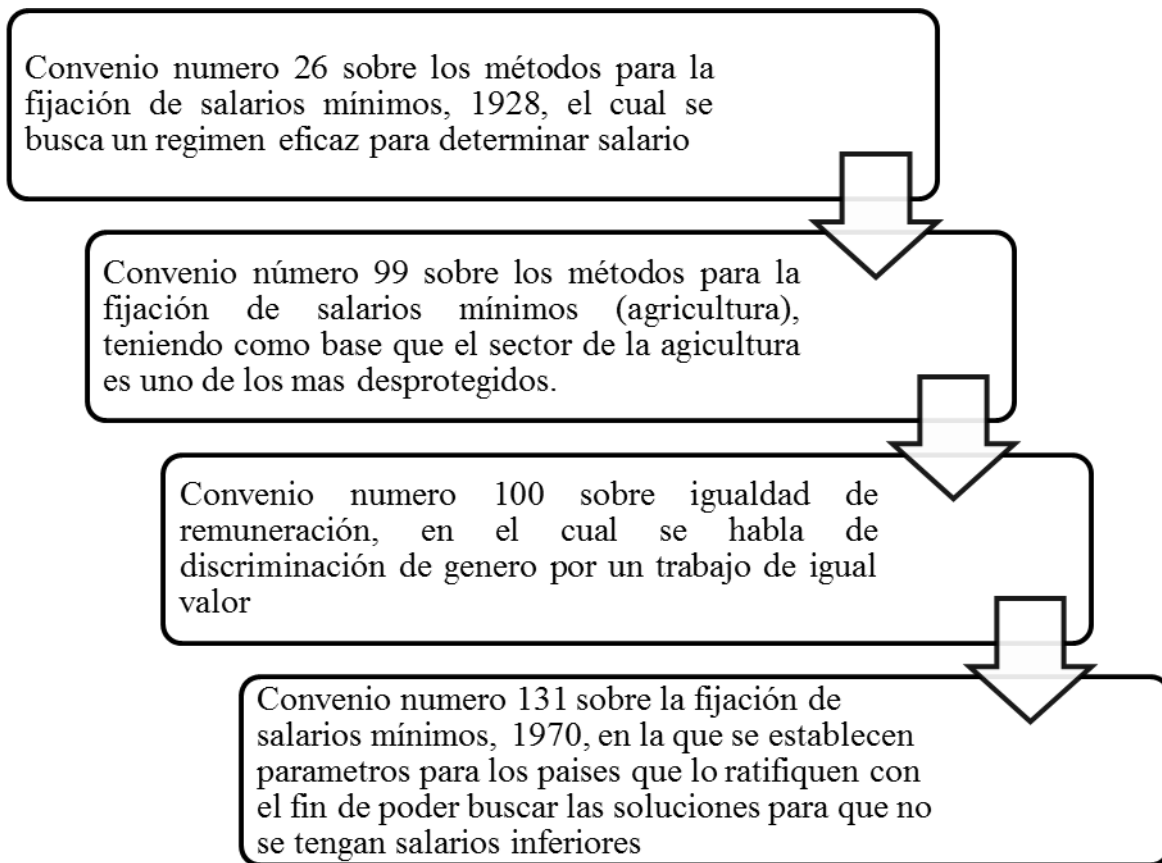 Convenio numero 26 sobre los métodos para la
fijación de salarios mínimos, 1928, el cual se
busca un regimen eficaz para determinar salario
Convenio número 99 sobre los métodos para la
fijación de salarios mínimos (agricultura),
teniendo como base que el sector de la agicultura
es uno de los mas desprotegidos.
Convenio numero 100 sobre igualdad de
remuneración, en el cual se habla de
discriminación de genero por un trabajo de igual
valor
Convenio numero 131 sobre la fijación de
salarios mínimos, 1970, en la que se establecen
parametros para los paises que lo ratifiquen con
el fin de poder buscar las soluciones para que no
se tengan salarios inferiores